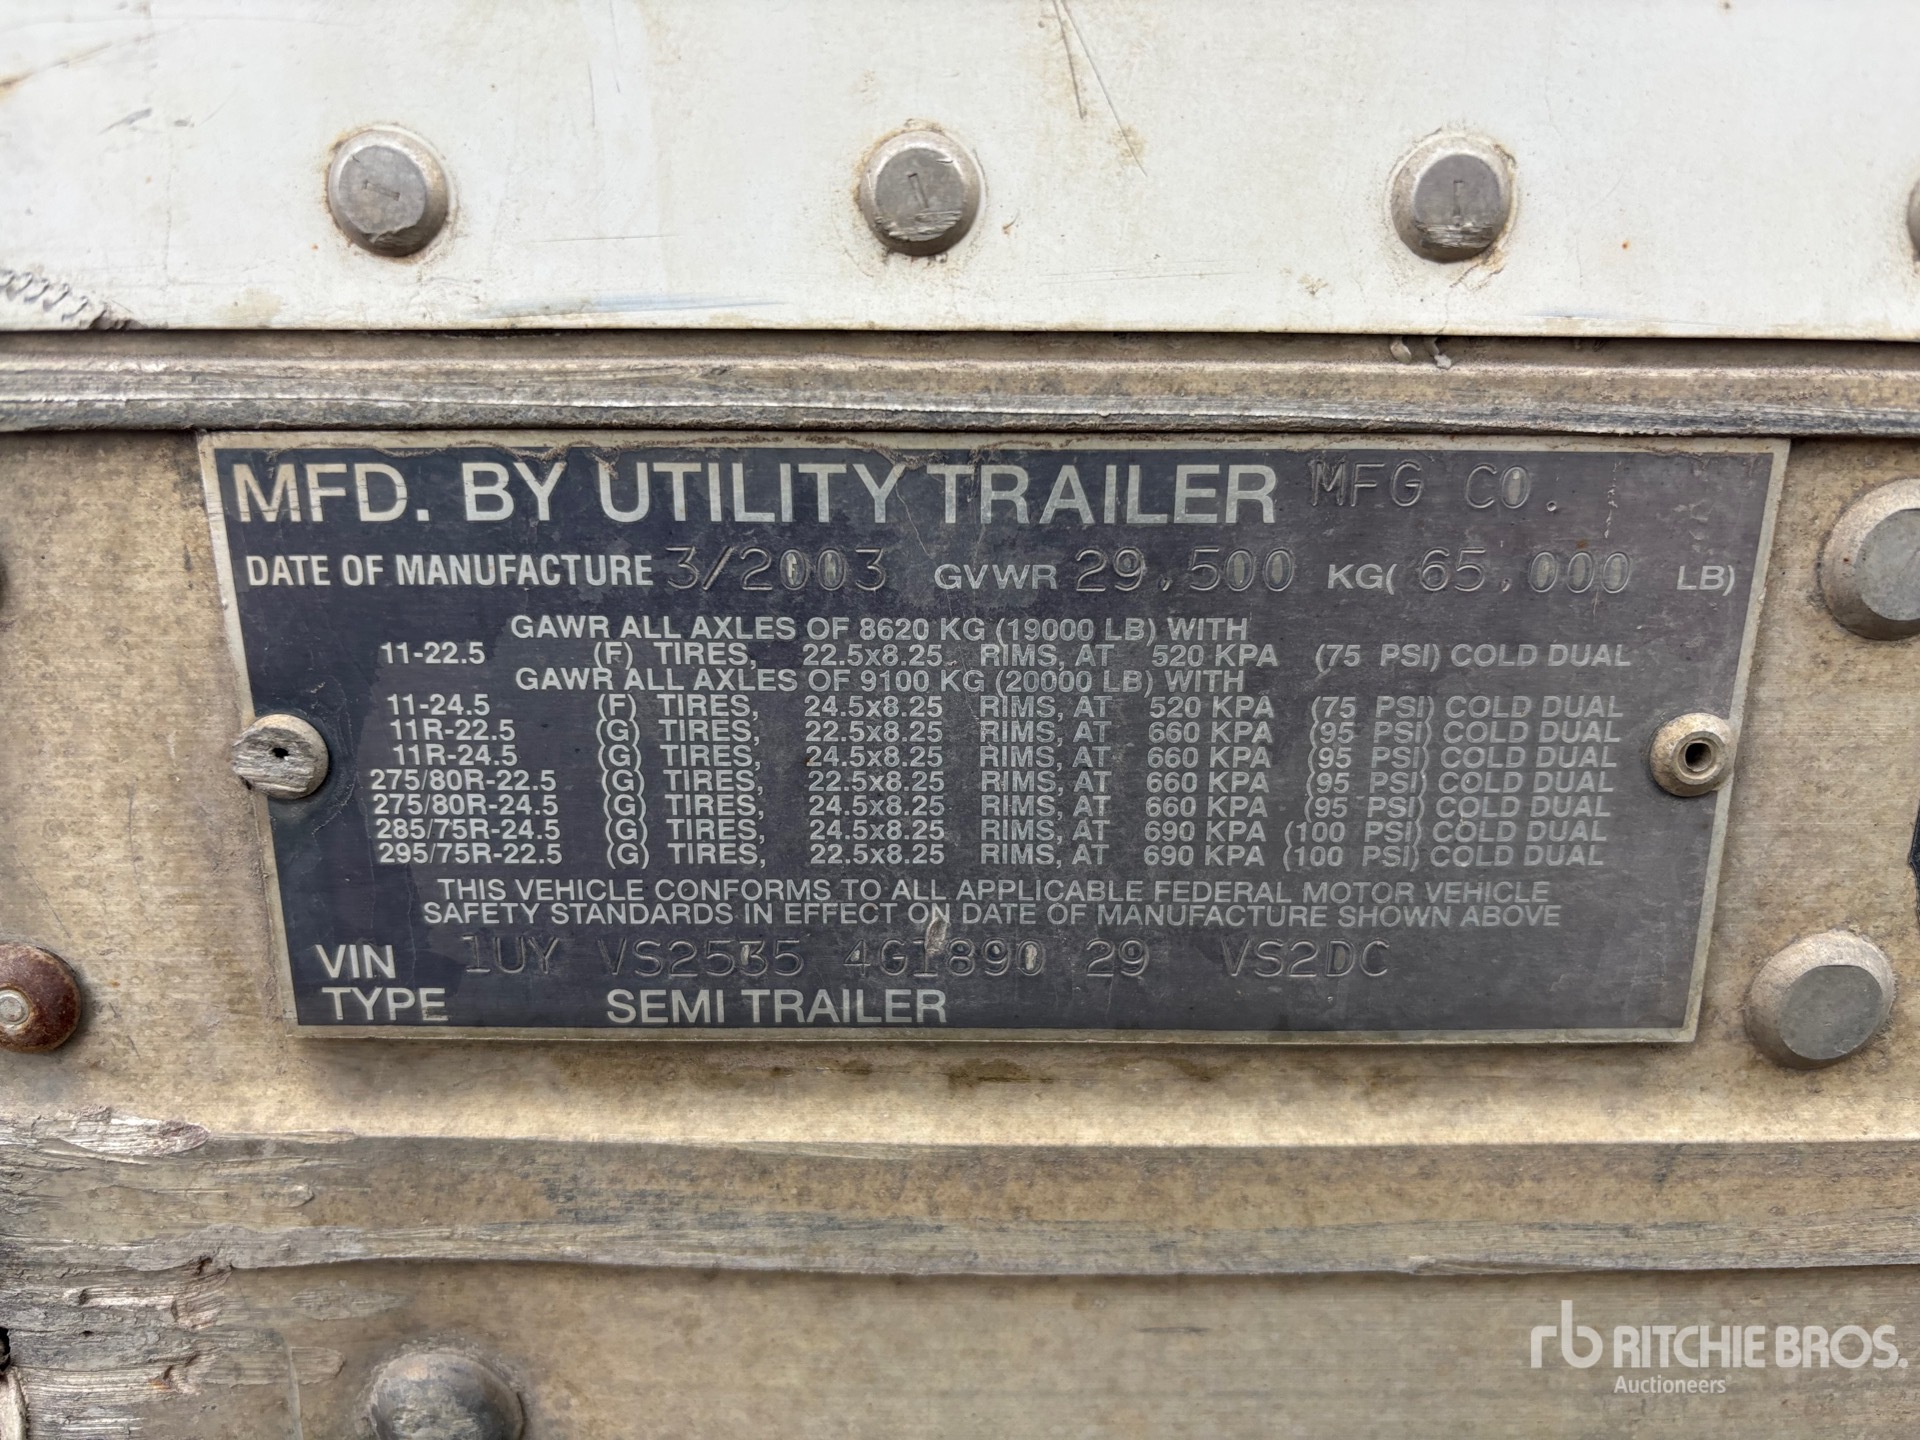 MFD. BY UTILITY TRAILER MFG CO.
DATE OF MANUFACTURE 3/2003 GVWR 29,500 KG( 65,000 LB)
GAWR ALL AXLES OF 8620 KG (19000 LB) WITH
11-22.5 (F) TIRES, 22.5x8.25 RIMS, AT 520 KPA (75 PSI) COLD DUAL
GAWR ALL AXLES OF 9100 KG (20000 LB) WITH
11-24.5 (F) TIRES, 24.5x8.25 RIMS, AT 520 KPA (75 PSI) COLD DUAL
11R-22.5 (G) TIRES, 22.5x8.25 RIMS, AT 660 KPA (95 PSI) COLD DUAL
11R-24.5 (G) TIRES, 24.5x8.25 RIMS, AT 660 KPA (95 PSI) COLD DUAL
275/80R-22.5 (G) TIRES, 22.5x8.25 RIMS, AT 660 KPA (95 PSI) COLD DUAL
275/80R-24.5 (G) TIRES, 24.5x8.25 RIMS, AT 660 KPA (95 PSI) COLD DUAL
285/75R-24.5 (G) TIRES, 24.5x8.25 RIMS, AT 690 KPA (100 PSI) COLD DUAL
295/75R-22.5 (G) TIRES, 22.5x8.25 RIMS, AT 690 KPA (100 PSI) COLD DUAL
THIS VEHICLE CONFORMS TO ALL APPLICABLE FEDERAL MOTOR VEHICLE
SAFETY STANDARDS IN EFFECT ON DATE OF MANUFACTURE SHOWN ABOVE
VIN 1UY VS2535 4G1890 29 VS2DC
TYPE SEMI TRAILER
rb RITCHIE BROS.
Auctioneers